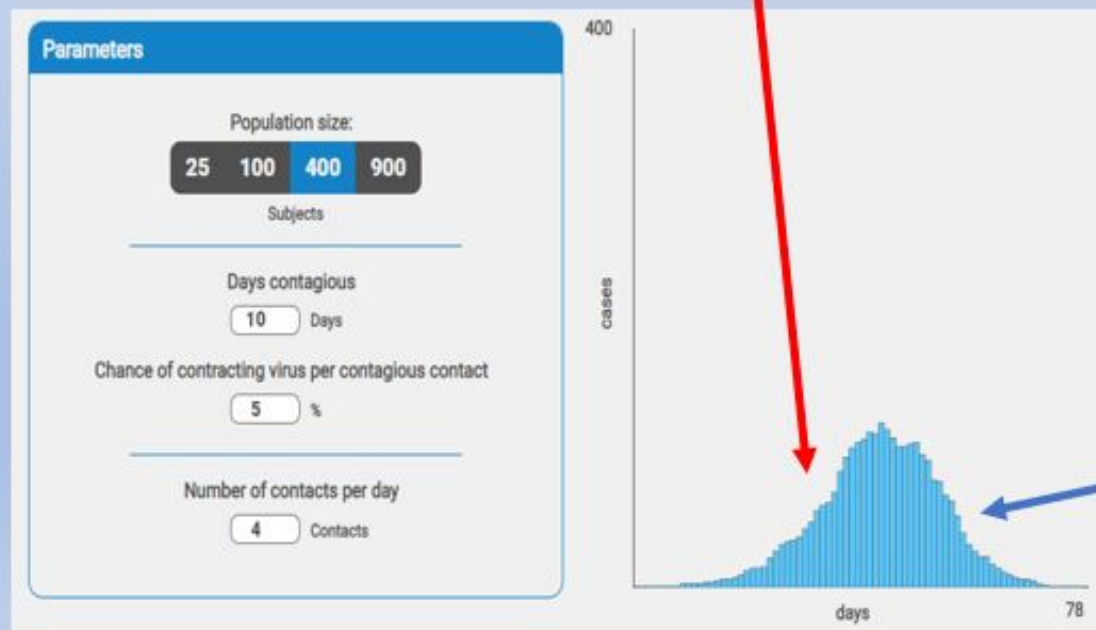 Parameters
Population size:
25 100 400 900
Subjects
Days contagious
10 Days
Chance of contracting virus per contagious contact
5 %
Number of contacts per day
4 Contacts
400
cases
days
78